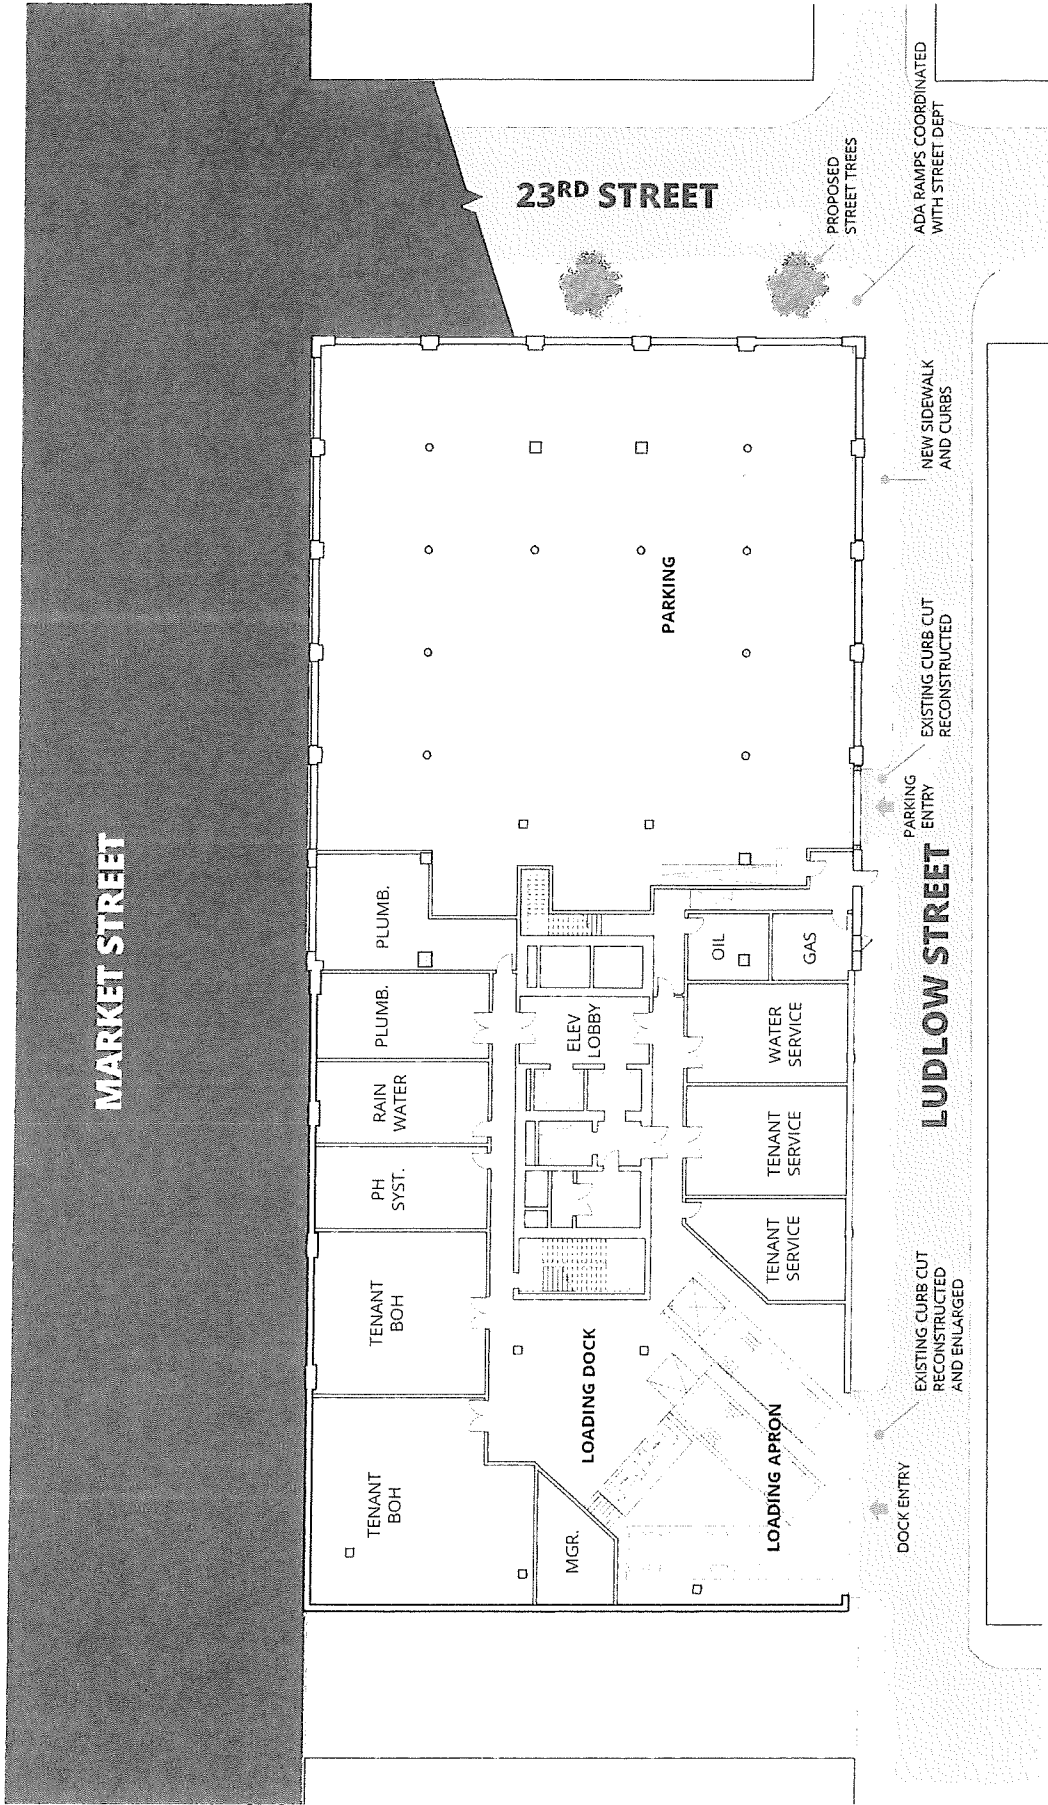 MARKET STREET
TENANT
BOH
TENANT
BOH
PH
SYST.
RAIN
WATER
PLUMB.
PLUMB.
MGR.
LOADING DOCK
ELEV
LOBBY
LOADING APRON
TENANT
SERVICE
TENANT
SERVICE
WATER
SERVICE
OIL
GAS
PARKING
23RD STREET
PROPOSED
STREET TREES
ADA RAMPS COORDINATED
WITH STREET DEPT
NEW SIDEWALK
AND CURBS
EXISTING CURB CUT
RECONSTRUCTED
PARKING
ENTRY
LUDLOW STREET
EXISTING CURB CUT
RECONSTRUCTED
AND ENLARGED
DOCK ENTRY